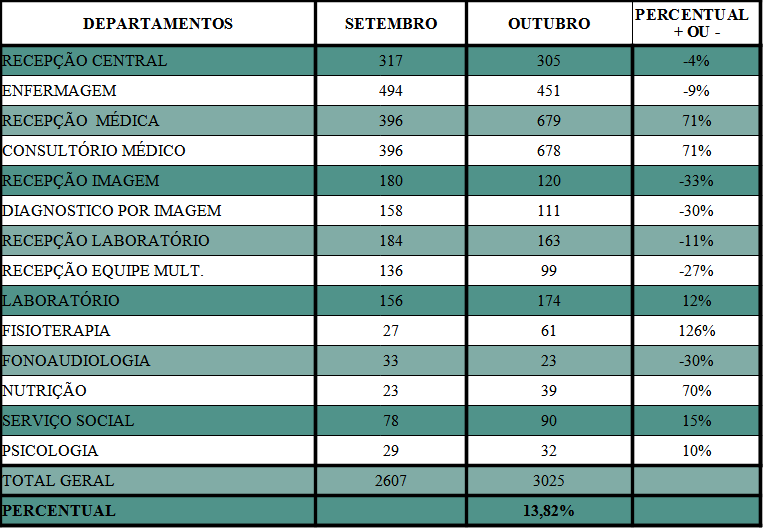 DEPARTAMENTOS SETEMBRO OUTUBRO PERCENTUAL + OU -
RECEPÇÃO CENTRAL 317 305 -4%
ENFERMAGEM 494 451 -9%
RECEPÇÃO MÉDICA 396 679 71%
CONSULTÓRIO MÉDICO 396 678 71%
RECEPÇÃO IMAGEM 180 120 -33%
DIAGNOSTICO POR IMAGEM 158 111 -30%
RECEPÇÃO LABORATÓRIO 184 163 -11%
RECEPÇÃO EQUIPE MULT. 136 99 -27%
LABORATÓRIO 156 174 12%
FISIOTERAPIA 27 61 126%
FONOAUDIOLOGIA 33 23 -30%
NUTRIÇÃO 23 39 70%
SERVIÇO SOCIAL 78 90 15%
PSICOLOGIA 29 32 10%
TOTAL GERAL 2607 3025
PERCENTUAL 13,82%